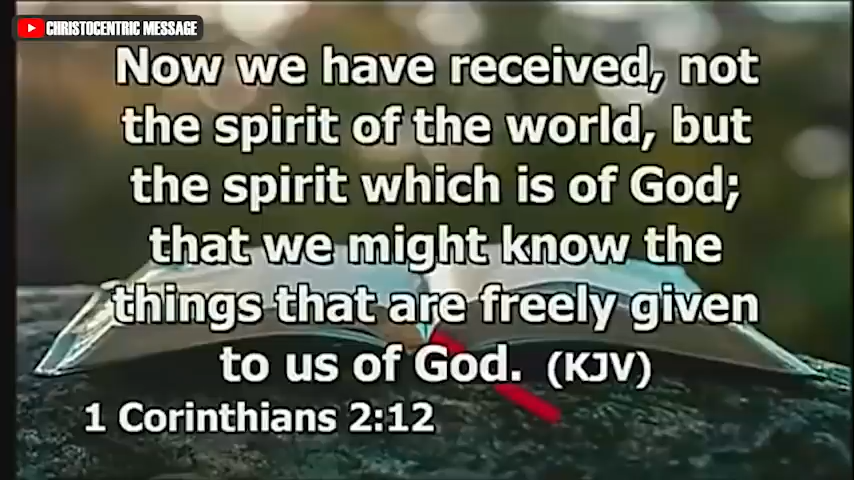 CHRISTOCENTRIC MESSAGE
Now we have received, not
the spirit of the world, but
the spirit which is of God;
that we might know the
things that are freely given
to us of God. (KJV)
1 Corinthians 2:12